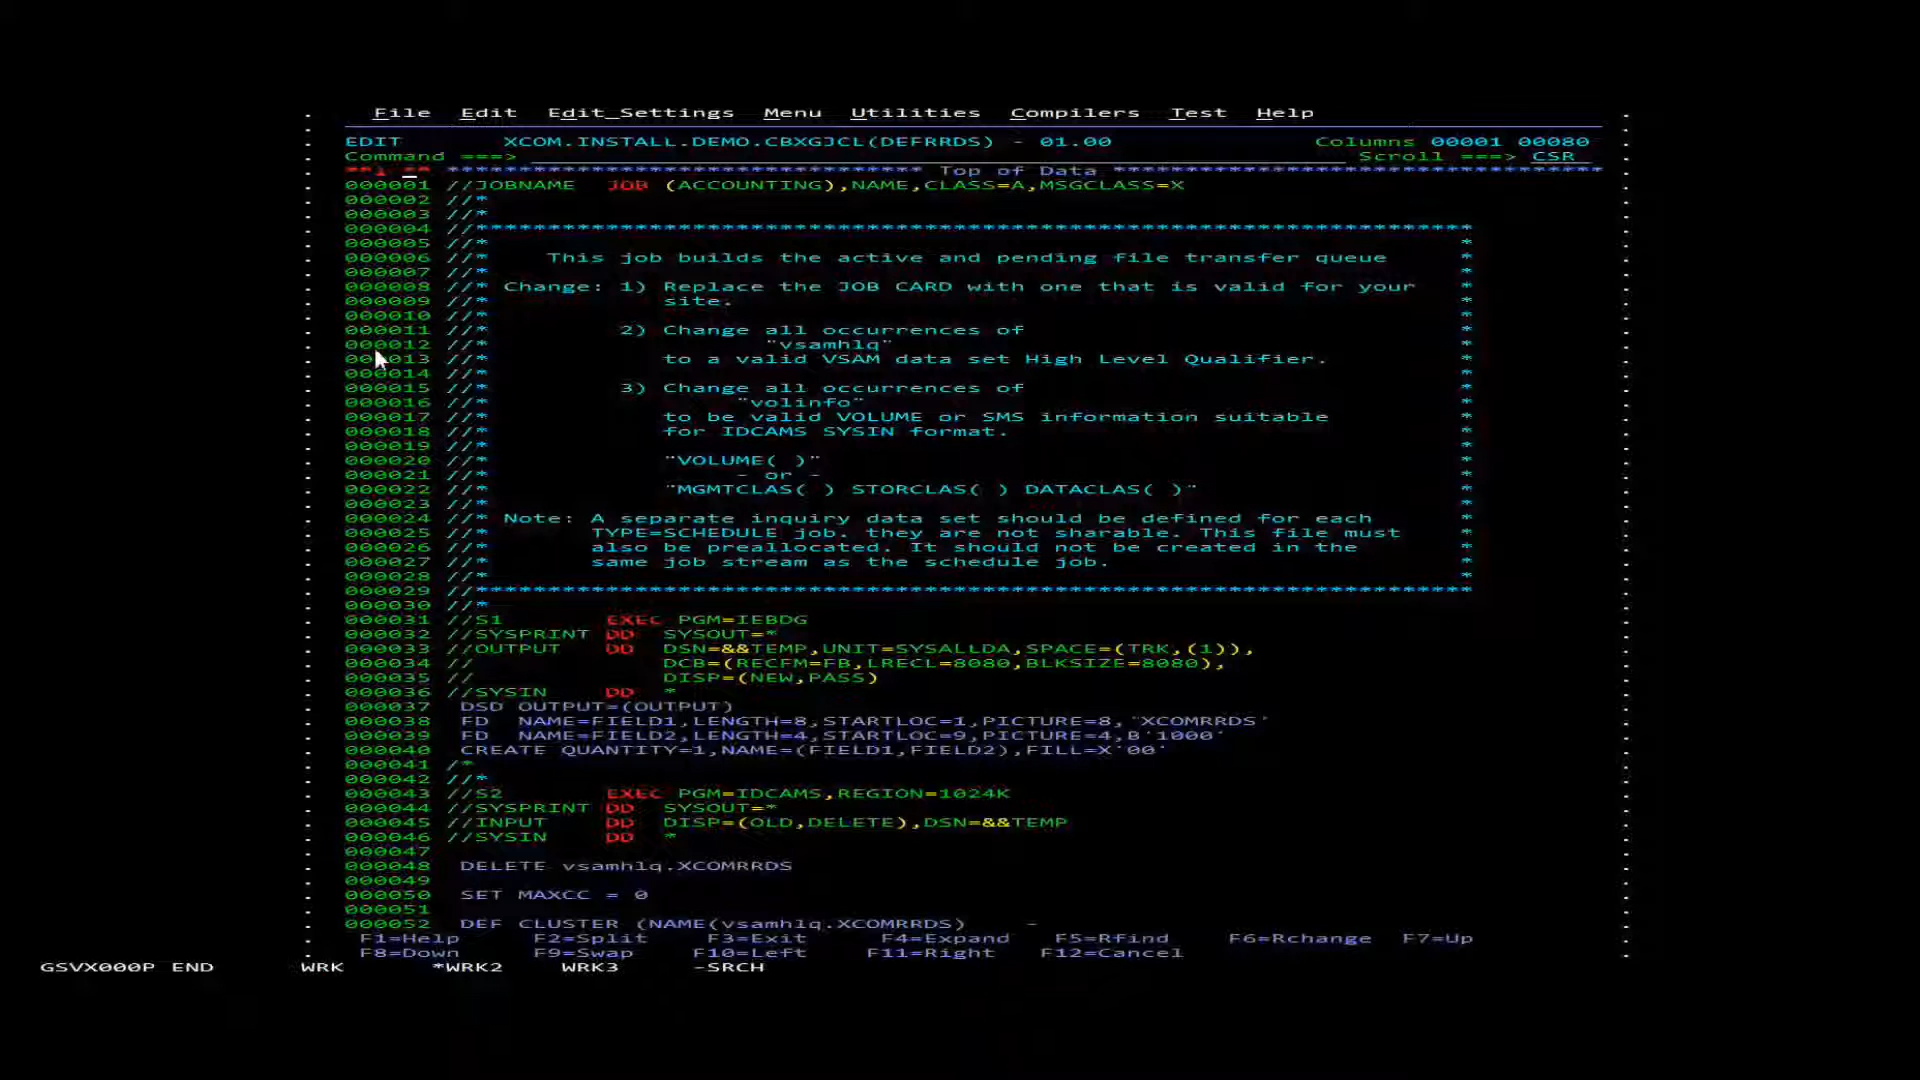 File Edit Edit_Settings Menu Utilities Compilers Test Help
EDIT XCOM.INSTALL.DEMO.CBXGJCL(DEFRRDS) - 01.00 Columns 00001 00080
Command ===> Scroll ===> CSR
****************************** Top of Data **********************************
000001 //JOBNAME JOB (ACCOUNTING),NAME,CLASS=A,MSGCLASS=X
000002 //*
000003 //*
000004 //*********************************************************************
000005 //* *
000006 //* This job builds the active and pending file transfer queue *
000007 //* *
000008 //* Change: 1) Replace the JOB CARD with one that is valid for your *
000009 //* site. *
000010 //* *
000011 //* 2) Change all occurrences of *
000012 //* "vsamhlq" *
000013 //* to a valid VSAM data set High Level Qualifier. *
000014 //* *
000015 //* 3) Change all occurrences of *
000016 //* "volinfo" *
000017 //* to be valid VOLUME or SMS information suitable *
000018 //* for IDCAMS SYSIN format. *
000019 //* *
000020 //* "VOLUME( )" *
000021 //* - or - *
000022 //* "MGMTCLAS( ) STORCLAS( ) DATACLAS( )" *
000023 //* *
000024 //* Note: A separate inquiry data set should be defined for each *
000025 //* TYPE=SCHEDULE job. they are not sharable. This file must *
000026 //* also be preallocated. It should not be created in the *
000027 //* same job stream as the schedule job. *
000028 //* *
000029 //*********************************************************************
000030 //*
000031 //S1 EXEC PGM=IEBDG
000032 //SYSPRINT DD SYSOUT=*
000033 //OUTPUT DD DSN=&&TEMP,UNIT=SYSALLDA,SPACE=(TRK,(1)),
000034 // DCB=(RECFM=FB,LRECL=8080,BLKSIZE=8080),
000035 // DISP=(NEW,PASS)
000036 //SYSIN DD *
000037 DSD OUTPUT=(OUTPUT)
000038 FD NAME=FIELD1,LENGTH=8,STARTLOC=1,PICTURE=8,'XCOMRRDS'
000039 FD NAME=FIELD2,LENGTH=4,STARTLOC=9,PICTURE=4,B'1000'
000040 CREATE QUANTITY=1,NAME=(FIELD1,FIELD2),FILL=X'00'
000041 /*
000042 //*
000043 //S2 EXEC PGM=IDCAMS,REGION=1024K
000044 //SYSPRINT DD SYSOUT=*
000045 //INPUT DD DISP=(OLD,DELETE),DSN=&&TEMP
000046 //SYSIN DD *
000047
000048 DELETE vsamhlq.XCOMRRDS
000049
000050 SET MAXCC = 0
000051
000052 DEF CLUSTER (NAME(vsamhlq.XCOMRRDS) -
F1=Help F2=Split F3=Exit F4=Expand F5=Rfind F6=Rchange F7=Up
F8=Down F9=Swap F10=Left F11=Right F12=Cancel
GSVX000P END WRK *WRK2 WRK3 -SRCH